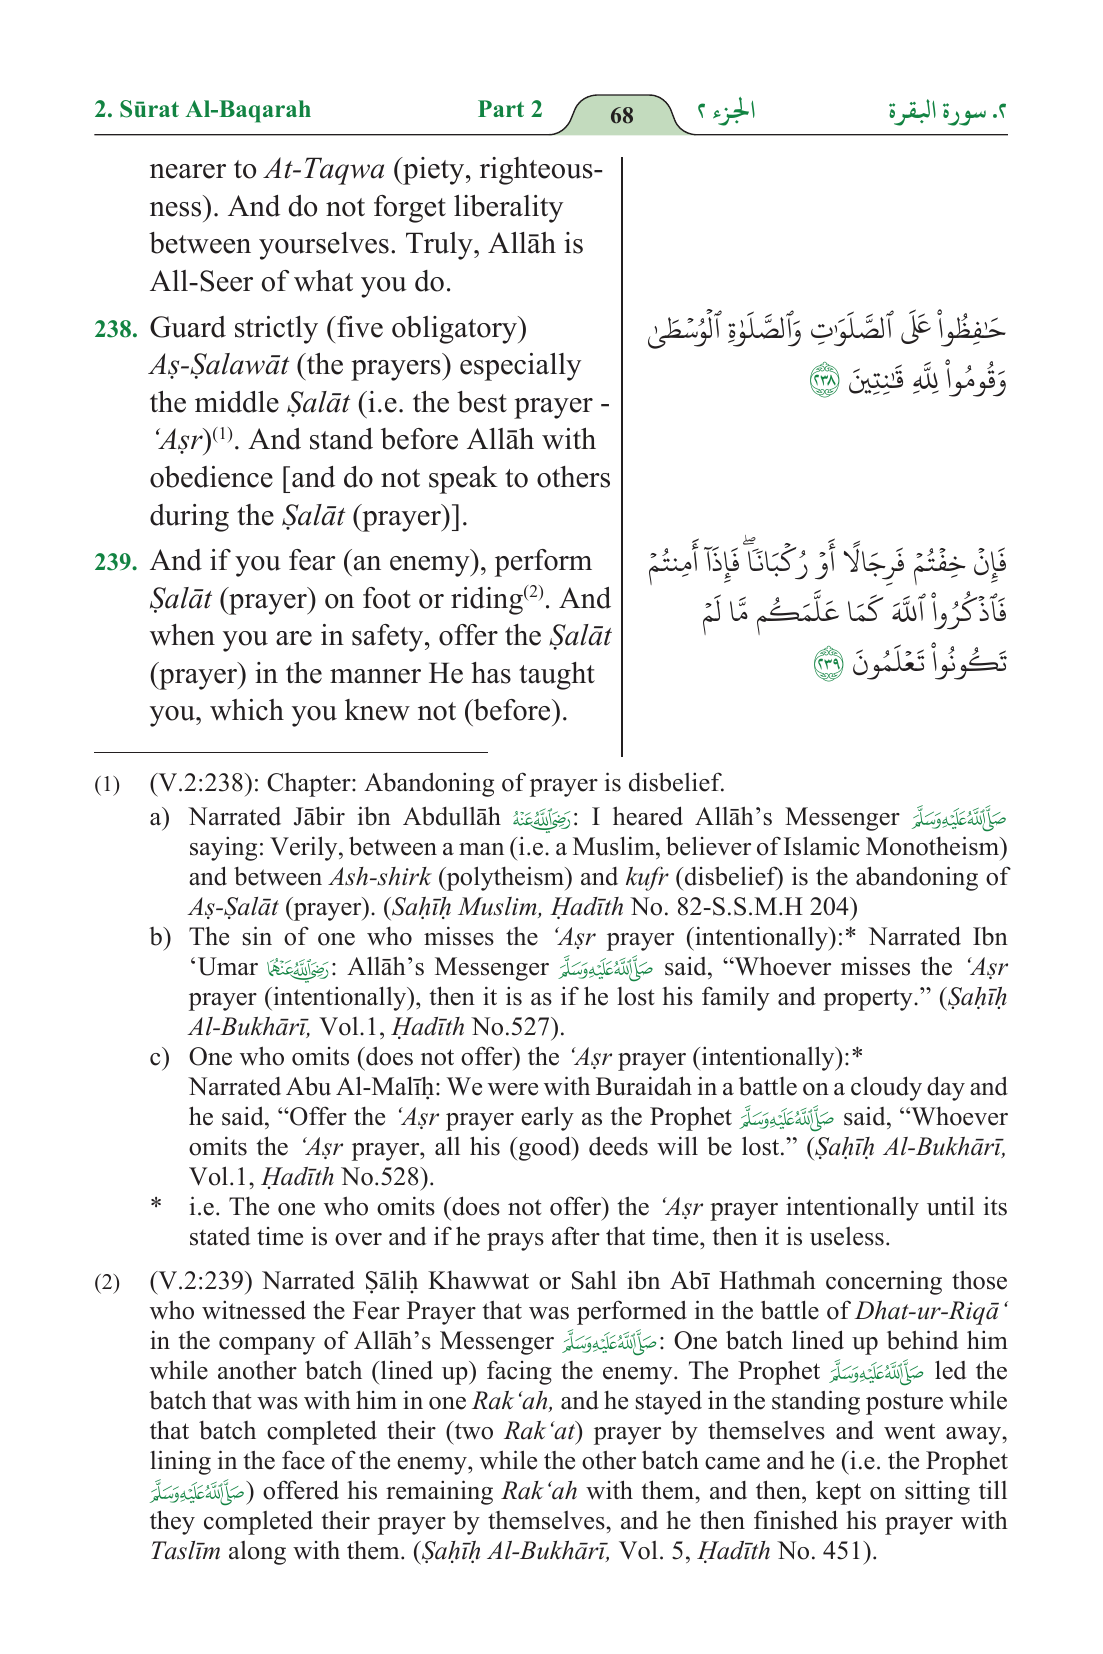 2. Sūrat Al-Baqarah Part 2 68 الجزء ٢ ٢. سورة البقرة
nearer to At-Taqwa (piety, righteous-
ness). And do not forget liberality
between yourselves. Truly, Allāh is
All-Seer of what you do.
238. Guard strictly (five obligatory)
Aṣ-Ṣalawāt (the prayers) especially
the middle Ṣalāt (i.e. the best prayer -
‘Aṣr)(1). And stand before Allāh with
obedience [and do not speak to others
during the Ṣalāt (prayer)].
حَـٰفِظُوا۟ عَلَى ٱلصَّلَوَٰتِ وَٱلصَّلَوٰةِ ٱلْوُسْطَىٰ
وَقُومُوا۟ لِلَّهِ قَـٰنِتِينَ ٢٣٨
239. And if you fear (an enemy), perform
Ṣalāt (prayer) on foot or riding(2). And
when you are in safety, offer the Ṣalāt
(prayer) in the manner He has taught
you, which you knew not (before).
فَإِنْ خِفْتُمْ فَرِجَالًا أَوْ رُكْبَانًا ۖ فَإِذَآ أَمِنتُمْ
فَٱذْكُرُوا۟ ٱللَّهَ كَمَا عَلَّمَكُم مَّا لَمْ
تَكُونُوا۟ تَعْلَمُونَ ٢٣٩
(1) (V.2:238): Chapter: Abandoning of prayer is disbelief.
a) Narrated Jābir ibn Abdullāh رَضِيَ اللَّهُ عَنْهُ: I heared Allāh’s Messenger صَلَّى اللَّهُ عَلَيْهِ وَسَلَّمَ
saying: Verily, between a man (i.e. a Muslim, believer of Islamic Monotheism)
and between Ash-shirk (polytheism) and kufr (disbelief) is the abandoning of
Aṣ-Ṣalāt (prayer). (Saḥīḥ Muslim, Ḥadīth No. 82-S.S.M.H 204)
b) The sin of one who misses the ‘Aṣr prayer (intentionally):* Narrated Ibn
‘Umar رَضِيَ اللَّهُ عَنْهُمَا: Allāh’s Messenger صَلَّى اللَّهُ عَلَيْهِ وَسَلَّمَ said, “Whoever misses the ‘Aṣr
prayer (intentionally), then it is as if he lost his family and property.” (Ṣaḥīḥ
Al-Bukhārī, Vol.1, Ḥadīth No.527).
c) One who omits (does not offer) the ‘Aṣr prayer (intentionally):*
Narrated Abu Al-Malīḥ: We were with Buraidah in a battle on a cloudy day and
he said, “Offer the ‘Aṣr prayer early as the Prophet صَلَّى اللَّهُ عَلَيْهِ وَسَلَّمَ said, “Whoever
omits the ‘Aṣr prayer, all his (good) deeds will be lost.” (Ṣaḥīḥ Al-Bukhārī,
Vol.1, Ḥadīth No.528).
* i.e. The one who omits (does not offer) the ‘Aṣr prayer intentionally until its
stated time is over and if he prays after that time, then it is useless.
(2) (V.2:239) Narrated Ṣāliḥ Khawwat or Sahl ibn Abī Hathmah concerning those
who witnessed the Fear Prayer that was performed in the battle of Dhat-ur-Riqā‘
in the company of Allāh’s Messenger صَلَّى اللَّهُ عَلَيْهِ وَسَلَّمَ: One batch lined up behind him
while another batch (lined up) facing the enemy. The Prophet صَلَّى اللَّهُ عَلَيْهِ وَسَلَّمَ led the
batch that was with him in one Rak‘ah, and he stayed in the standing posture while
that batch completed their (two Rak‘at) prayer by themselves and went away,
lining in the face of the enemy, while the other batch came and he (i.e. the Prophet
صَلَّى اللَّهُ عَلَيْهِ وَسَلَّمَ) offered his remaining Rak‘ah with them, and then, kept on sitting till
they completed their prayer by themselves, and he then finished his prayer with
Taslīm along with them. (Ṣaḥīḥ Al-Bukhārī, Vol. 5, Ḥadīth No. 451).